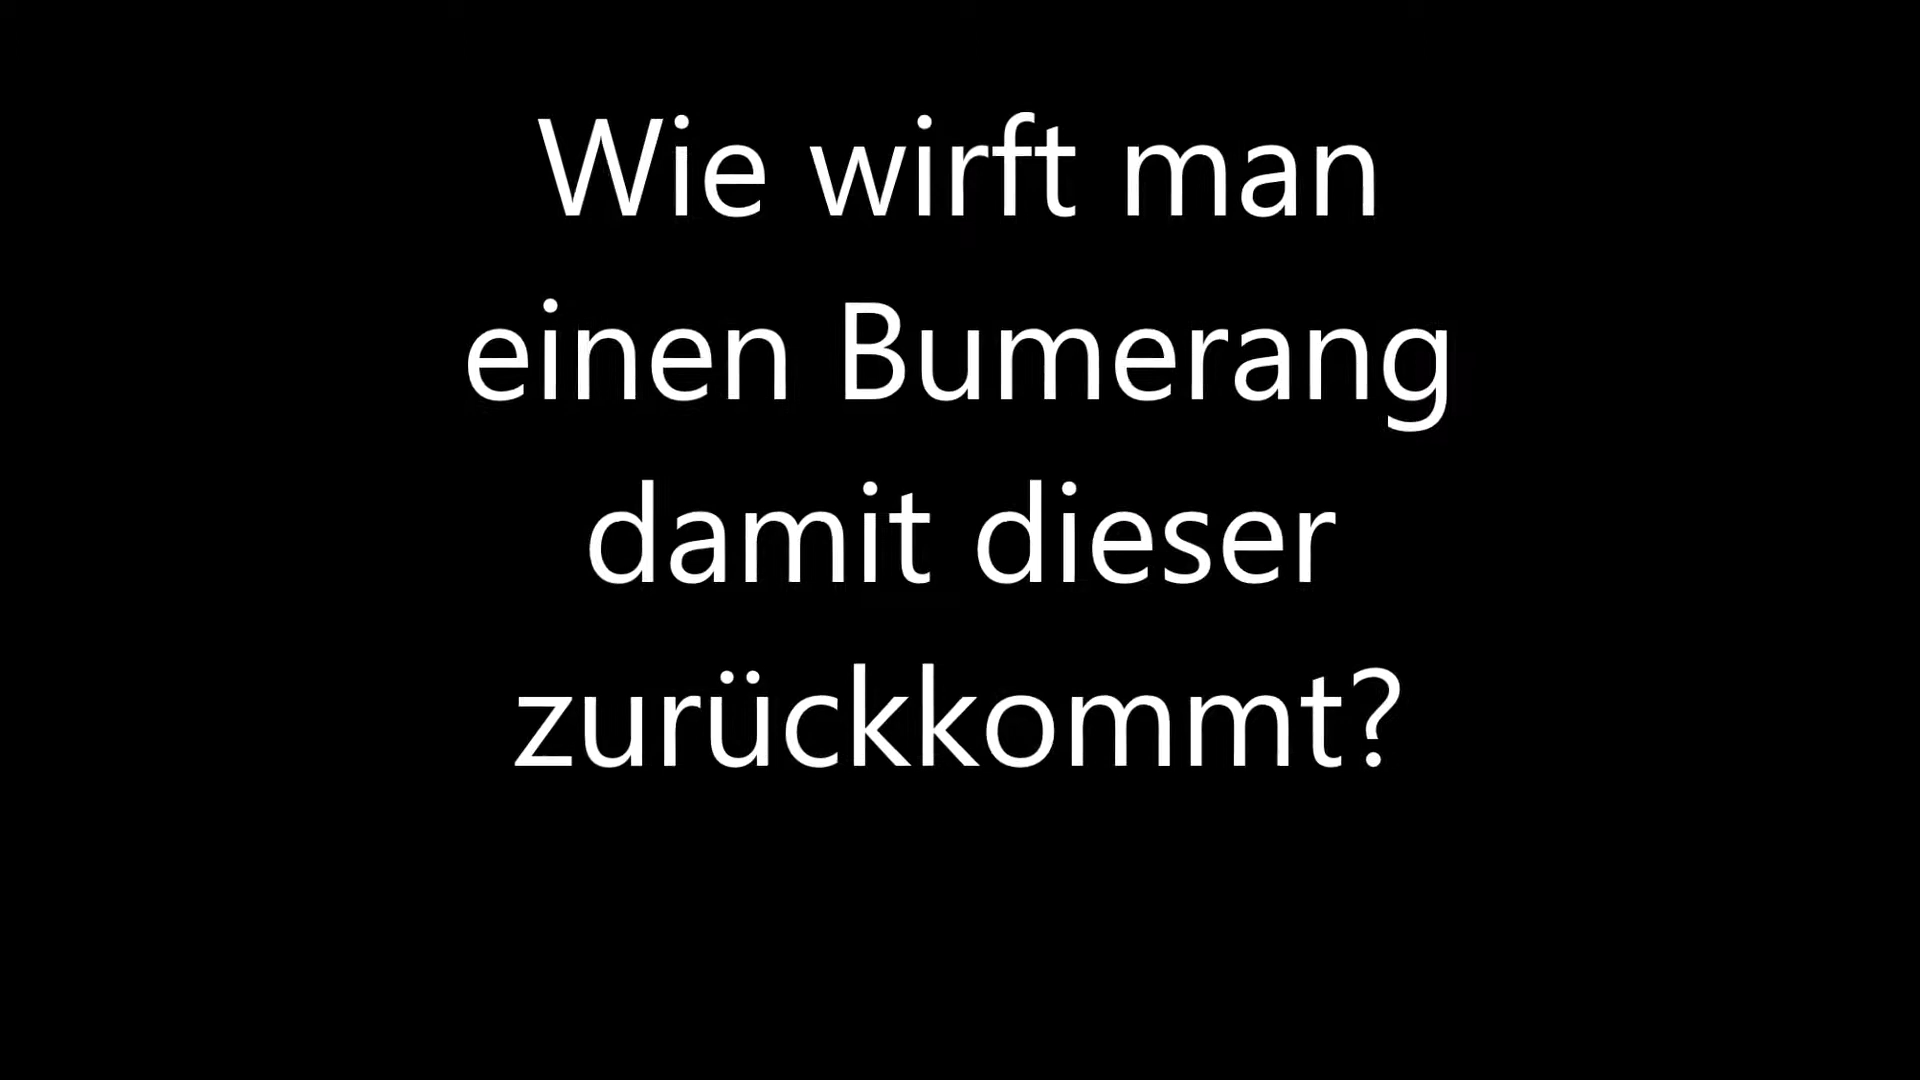 Wie wirft man
einen Bumerang
damit dieser
zurückkommt?